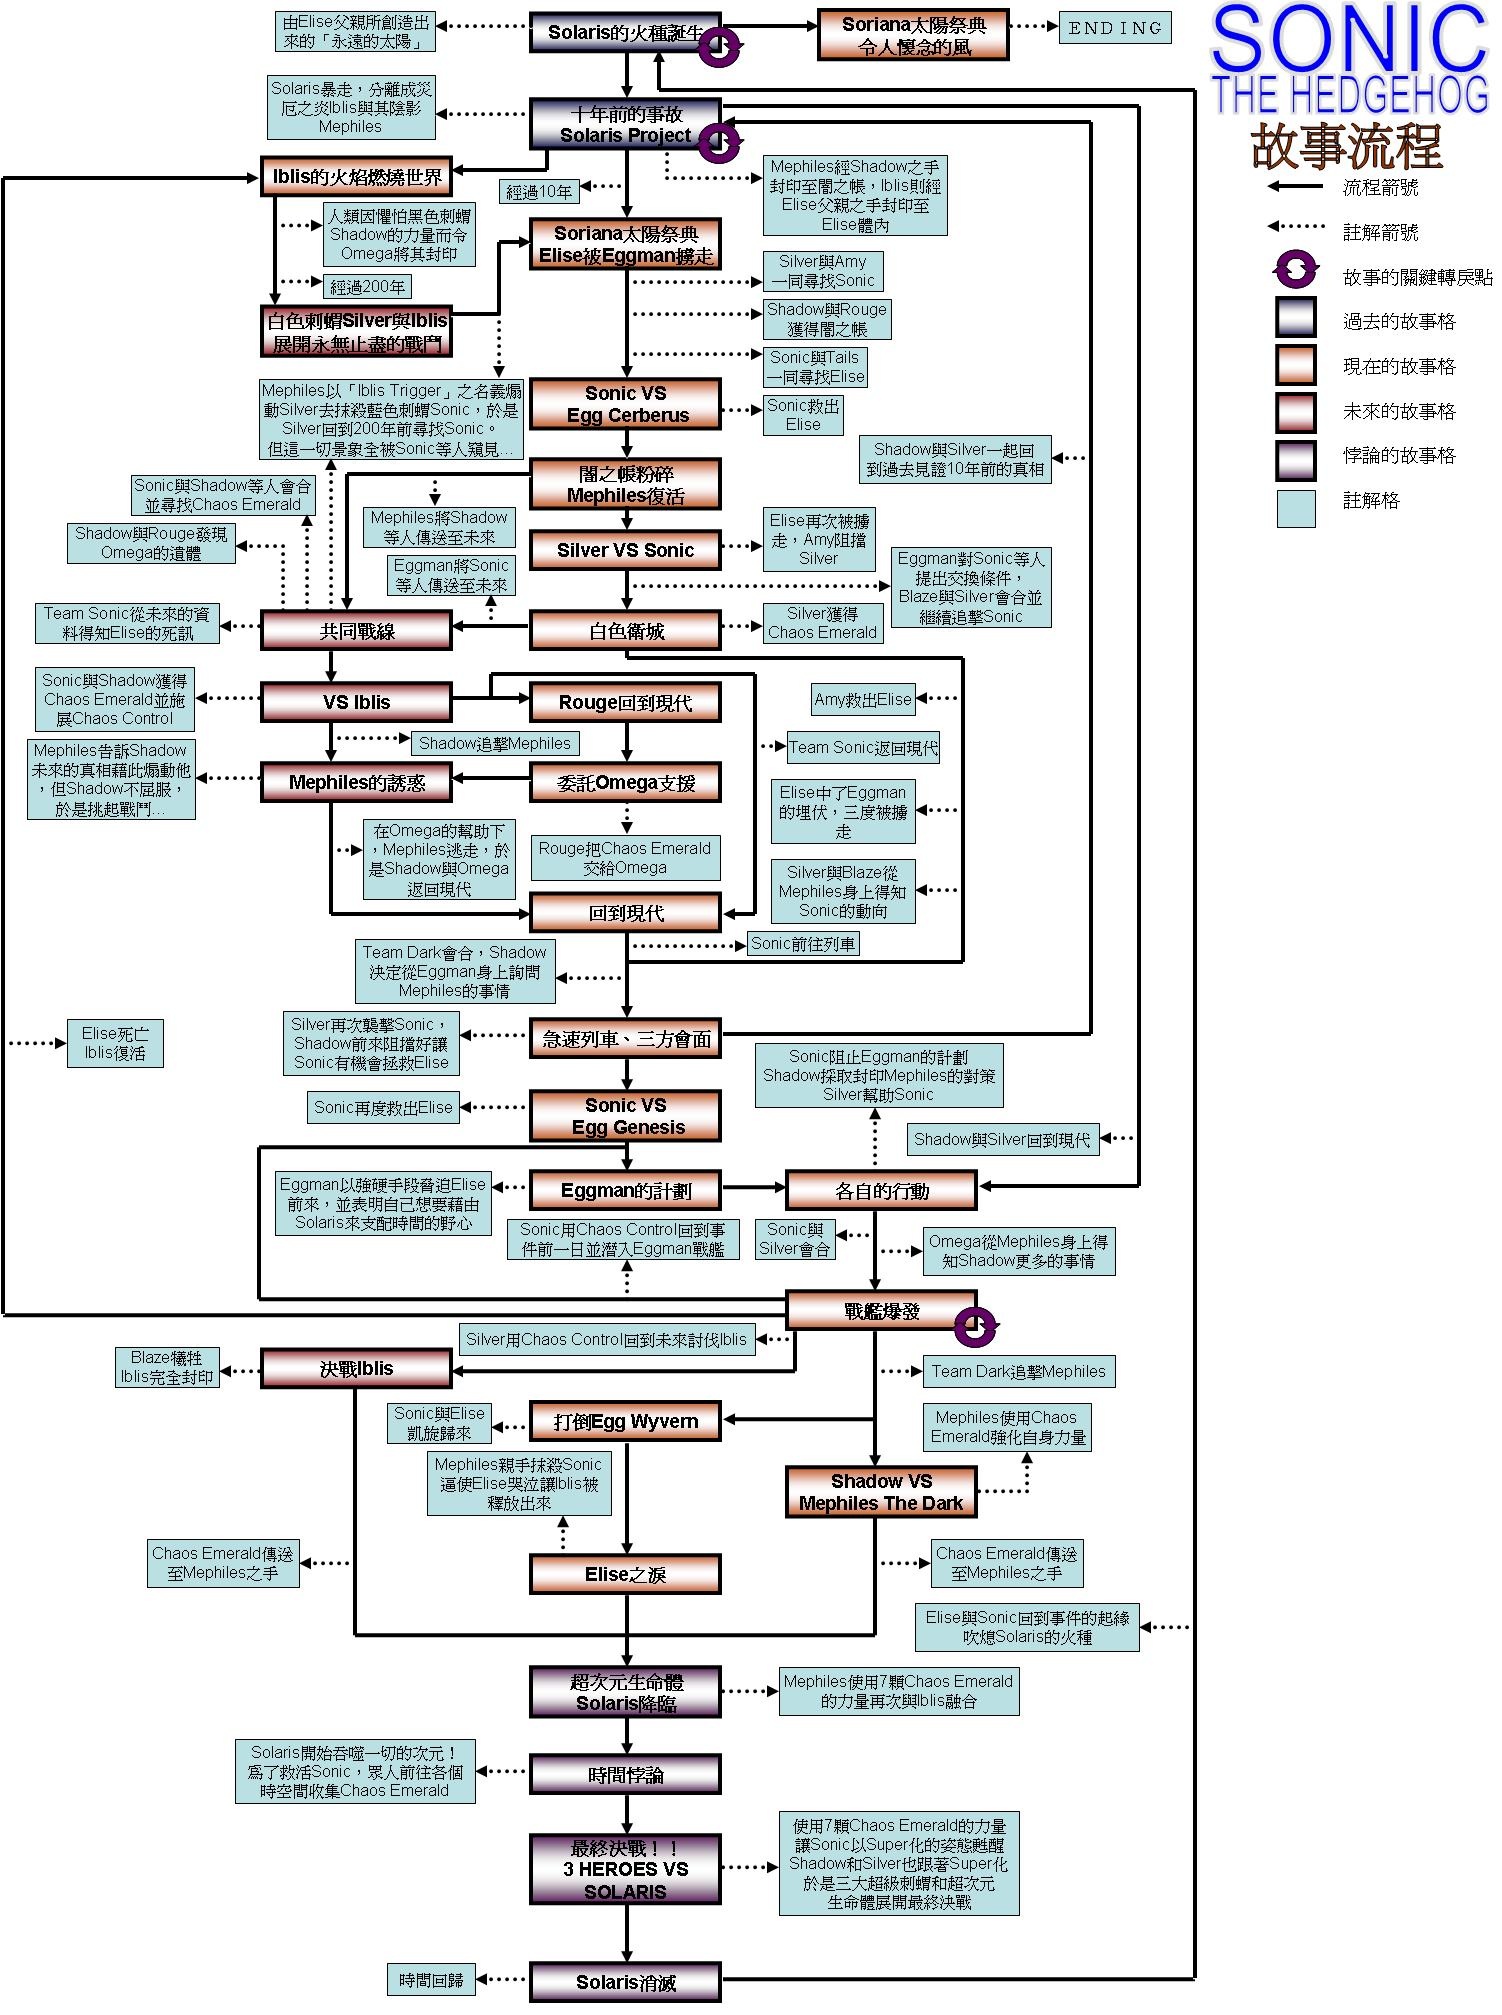 SONIC
THE HEDGEHOG
故事流程
流程箭號
註解箭號
故事的關鍵轉戾點
過去的故事格
現在的故事格
未來的故事格
悖論的故事格
註解格
由Elise父親所創造出
來的「永遠的太陽」
Solaris的火種誕生
Soriana太陽祭典
令人懷念的風
ENDING
Solaris暴走，分離成災
厄之炎Iblis與其陰影
Mephiles
十年前的事故
Solaris Project
Iblis的火焰燃燒世界
經過10年
Mephiles經Shadow之手
封印至闇之帳，Iblis則經
Elise父親之手封印至
Elise體內
人類因懼怕黑色刺蝟
Shadow的力量而令
Omega將其封印
經過200年
Soriana太陽祭典
Elise被Eggman擄走
白色刺蝟Silver與Iblis
展開永無止盡的戰鬥
Silver與Amy
一同尋找Sonic
Shadow與Rouge
獲得闇之帳
Sonic與Tails
一同尋找Elise
Mephiles以「Iblis Trigger」之名義煽
動Silver去抹殺藍色刺蝟Sonic，於是
Silver回到200年前尋找Sonic。
但這一切景象全被Sonic等人窺見...
Sonic VS
Egg Cerberus
Sonic救出
Elise
Shadow與Silver一起回
到過去見證10年前的真相
闇之帳粉碎
Mephiles復活
Sonic與Shadow等人會合
並尋找Chaos Emerald
Shadow與Rouge發現
Omega的遺體
Mephiles將Shadow
等人傳送至未來
Silver VS Sonic
Elise再次被擄
走，Amy阻擋
Silver
Eggman將Sonic
等人傳送至未來
Eggman對Sonic等人
提出交換條件，
Blaze與Silver會合並
繼續追擊Sonic
Team Sonic從未來的資
料得知Elise的死訊
共同戰線
白色衛城
Silver獲得
Chaos Emerald
Sonic與Shadow獲得
Chaos Emerald並施
展Chaos Control
VS Iblis
Rouge回到現代
Amy救出Elise
Shadow追擊Mephiles
Team Sonic返回現代
Mephiles告訴Shadow
未來的真相藉此煽動他
，但Shadow不屈服，
於是挑起戰鬥...
Mephiles的誘惑
委託Omega支援
Elise中了Eggman
的埋伏，三度被擄
走
在Omega的幫助下
，Mephiles逃走，於
是Shadow與Omega
返回現代
Rouge把Chaos Emerald
交給Omega
Silver與Blaze從
Mephiles身上得知
Sonic的動向
回到現代
Sonic前往列車
Team Dark會合，Shadow
決定從Eggman身上詢問
Mephiles的事情
Elise死亡
Iblis復活
Silver再次襲擊Sonic，
Shadow前來阻擋好讓
Sonic有機會拯救Elise
急速列車、三方會面
Sonic阻止Eggman的計劃
Shadow採取封印Mephiles的對策
Silver幫助Sonic
Sonic再度救出Elise
Sonic VS
Egg Genesis
Shadow與Silver回到現代
Eggman以強硬手段脅迫Elise
前來，並表明自已想要藉由
Solaris來支配時間的野心
Eggman的計劃
各自的行動
Sonic用Chaos Control回到事
件前一日並潛入Eggman戰艦
Sonic與
Silver會合
Omega從Mephiles身上得
知Shadow更多的事情
戰艦爆發
Silver用Chaos Control回到未來討伐Iblis
Blaze犧牲
Iblis完全封印
決戰Iblis
Team Dark追擊Mephiles
Sonic與Elise
凱旋歸來
打倒Egg Wyvern
Mephiles使用Chaos
Emerald強化自身力量
Mephiles親手抹殺Sonic
逼使Elise哭泣讓Iblis被
釋放出來
Shadow VS
Mephiles The Dark
Chaos Emerald傳送
至Mephiles之手
Elise之淚
Chaos Emerald傳送
至Mephiles之手
Elise與Sonic回到事件的起緣
吹熄Solaris的火種
超次元生命體
Solaris降臨
Mephiles使用7顆Chaos Emerald
的力量再次與Iblis融合
Solaris開始吞噬一切的次元！
為了救活Sonic，眾人前往各個
時空間收集Chaos Emerald
時間悖論
最終決戰！！
3 HEROES VS
SOLARIS
使用7顆Chaos Emerald的力量
讓Sonic以Super化的姿態甦醒
Shadow和Silver也跟著Super化
於是三大超級刺蝟和超次元
生命體展開最終決戰
時間回歸
Solaris消滅